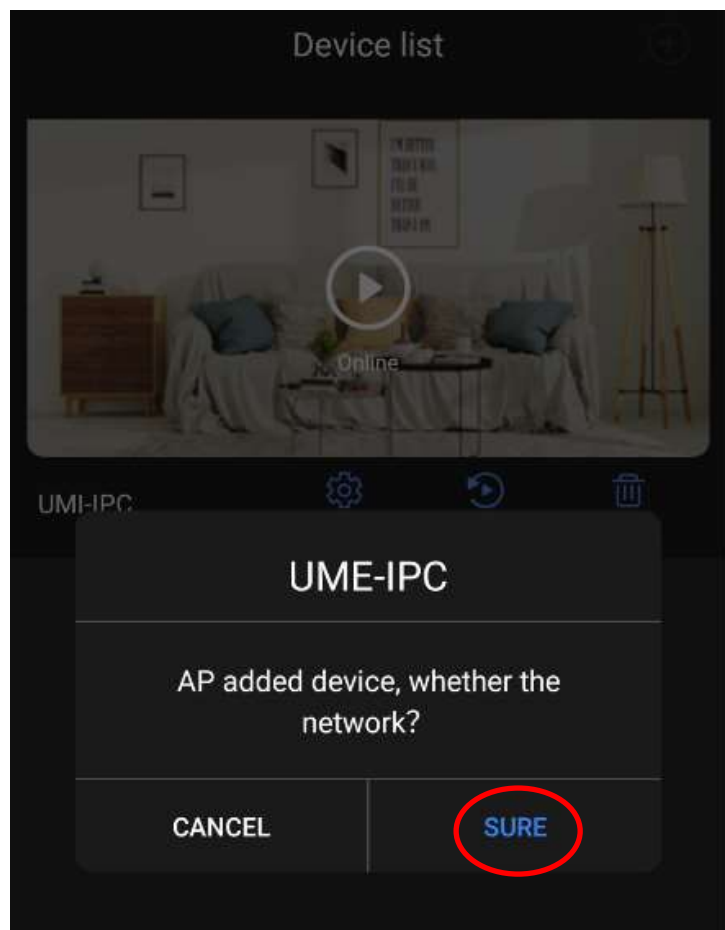 Device list
Online
UMI-IPC
UME-IPC
AP added device, whether the
network?
CANCEL
SURE